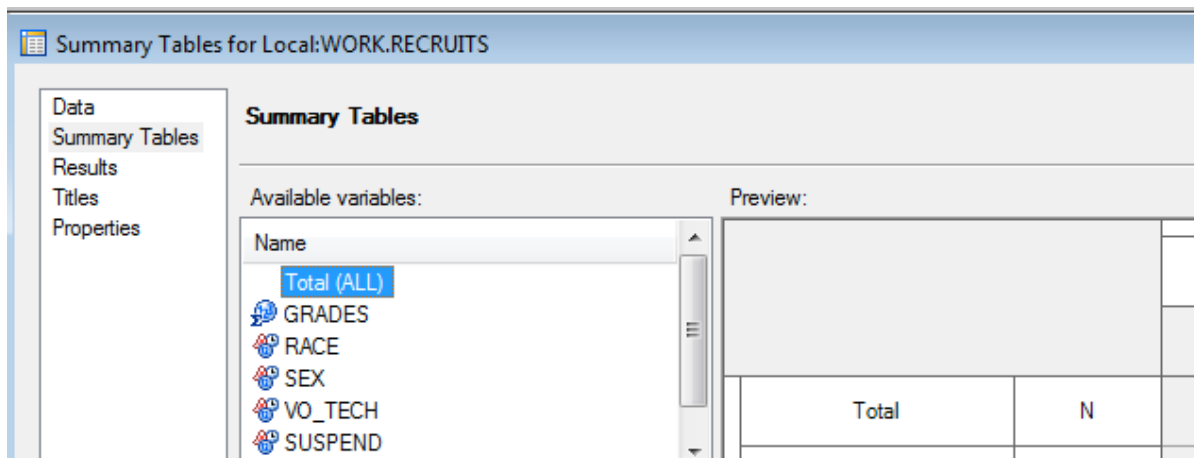 Summary Tables for Local:WORK.RECRUITS
Data
Summary Tables
Results
Titles
Properties
Summary Tables
Available variables:
Name
Total (ALL)
GRADES
RACE
SEX
VO_TECH
SUSPEND
Preview:
Total N